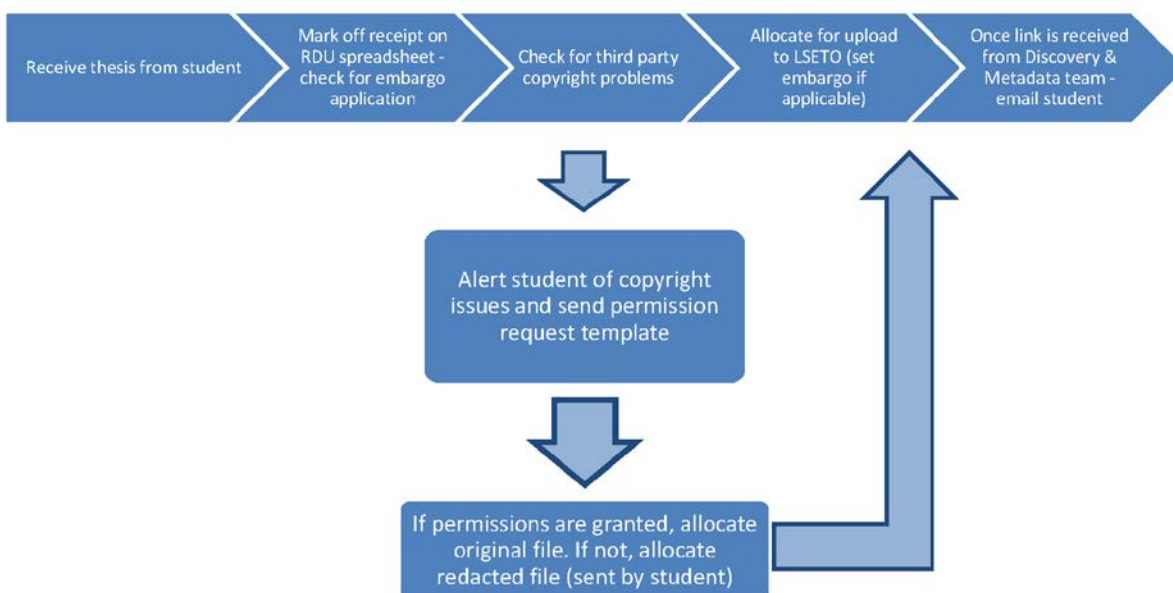 Receive thesis from student
Mark off receipt on
RDU spreadsheet -
check for embargo
application
Check for third party
copyright problems
Allocate for upload
to LSETO (set
embargo if
applicable)
Once link is received
from Discovery &
Metadata team -
email student
Alert student of copyright
issues and send permission
request template
If permissions are granted, allocate
original file. If not, allocate
redacted file (sent by student)